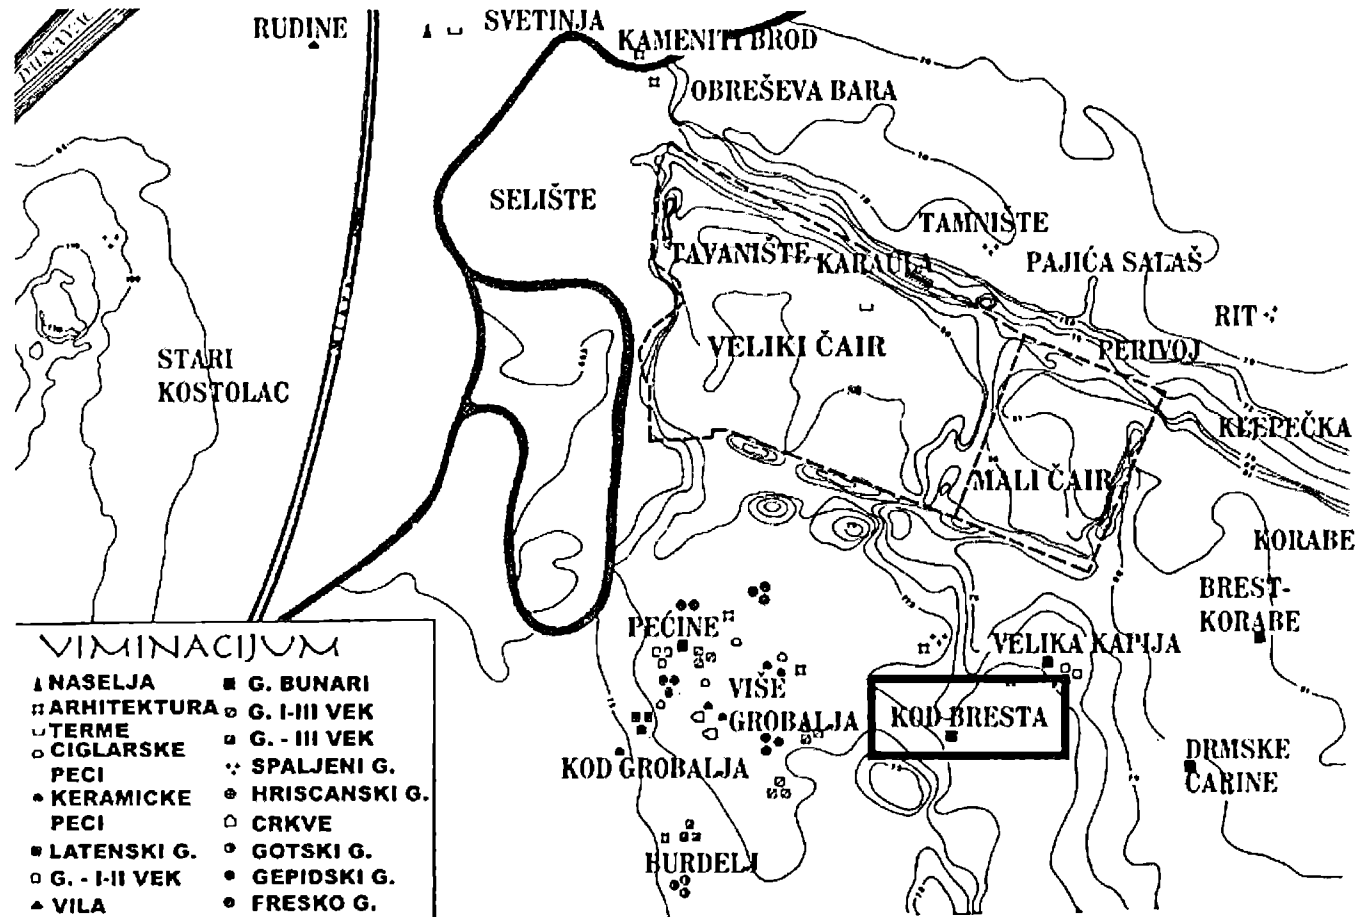 DUNAV
RUDINE
SVETINJA
KAMENITI BROD
OBREŠEVA BARA
SELIŠTE
TAMNIŠTE
TAVANIŠTE
KARAULA
PAJIĆA SALAŠ
RIT
STARI
KOSTOLAC
VELIKI ČAIR
PERIVOJ
KLEPEČKA
MALI ČAIR
KORABE
BREST-
KORABE
PEĆINE
VELIKA KAPIJA
VIŠE
GROBALJA
KOD BRESTA
KOD GROBALJA
DRMSKE
ČARINE
BURDELJ
VIMINACIJUM
NASELJA
ARHITEKTURA
TERME
CIGLARSKE
PECI
KERAMICKE
PECI
LATENSKI G.
G. - I-II VEK
VILA
G. BUNARI
G. I-III VEK
G. - III VEK
SPALJENI G.
HRISCANSKI G.
CRKVE
GOTSKI G.
GEPIDSKI G.
FRESKO G.